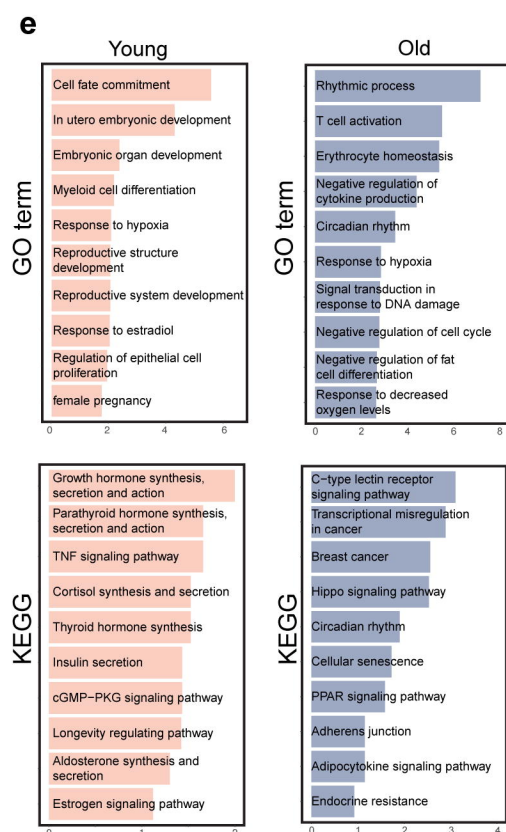 e
Young
Old
GO term
Cell fate commitment
In utero embryonic development
Embryonic organ development
Myeloid cell differentiation
Response to hypoxia
Reproductive structure
development
Reproductive system development
Response to estradiol
Regulation of epithelial cell
proliferation
female pregnancy
0 2 4 6
GO term
Rhythmic process
T cell activation
Erythrocyte homeostasis
Negative regulation of
cytokine production
Circadian rhythm
Response to hypoxia
Signal transduction in
response to DNA damage
Negative regulation of cell cycle
Negative regulation of fat
cell differentiation
Response to decreased
oxygen levels
0 2 4 6 8
KEGG
Growth hormone synthesis,
secretion and action
Parathyroid hormone synthesis,
secretion and action
TNF signaling pathway
Cortisol synthesis and secretion
Thyroid hormone synthesis
Insulin secretion
cGMP−PKG signaling pathway
Longevity regulating pathway
Aldosterone synthesis and
secretion
Estrogen signaling pathway
0 1 2
KEGG
C−type lectin receptor
signaling pathway
Transcriptional misregulation
in cancer
Breast cancer
Hippo signaling pathway
Circadian rhythm
Cellular senescence
PPAR signaling pathway
Adherens junction
Adipocytokine signaling pathway
Endocrine resistance
0 1 2 3 4